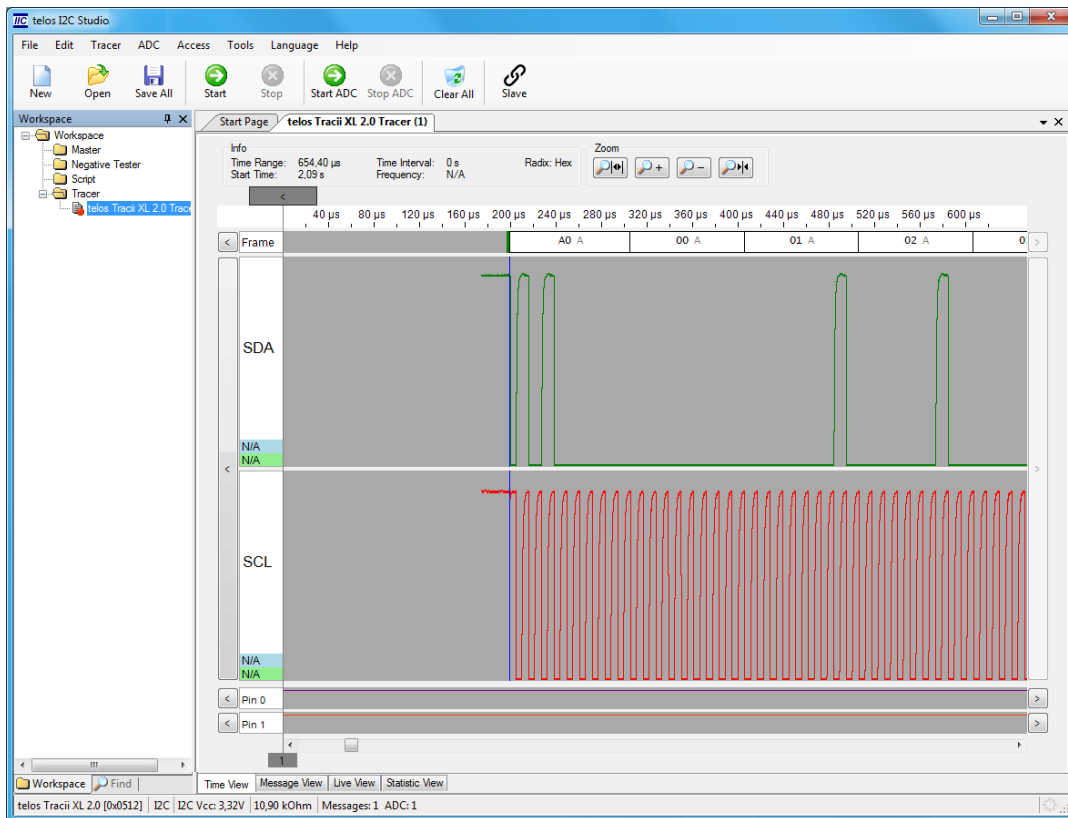 IIC telos I2C Studio
File Edit Tracer ADC Access Tools Language Help
New Open Save All Start Stop Start ADC Stop ADC Clear All Slave
Workspace
Workspace
Master
Negative Tester
Script
Tracer
telos Tracii XL 2.0 Trace
Start Page telos Tracii XL 2.0 Tracer (1)
Info
Time Range: 654,40 µs Time Interval: 0 s Radix: Hex
Start Time: 2,09 s Frequency: N/A
Zoom
<
40 µs 80 µs 120 µs 160 µs 200 µs 240 µs 280 µs 320 µs 360 µs 400 µs 440 µs 480 µs 520 µs 560 µs 600 µs
< Frame A0 A 00 A 01 A 02 A 0 >
SDA
N/A
N/A
< >
SCL
N/A
N/A
< Pin 0 >
< Pin 1 >
1
Workspace Find
Time View Message View Live View Statistic View
telos Tracii XL 2.0 [0x0512] I2C I2C Vcc: 3,32V 10,90 kOhm Messages: 1 ADC: 1